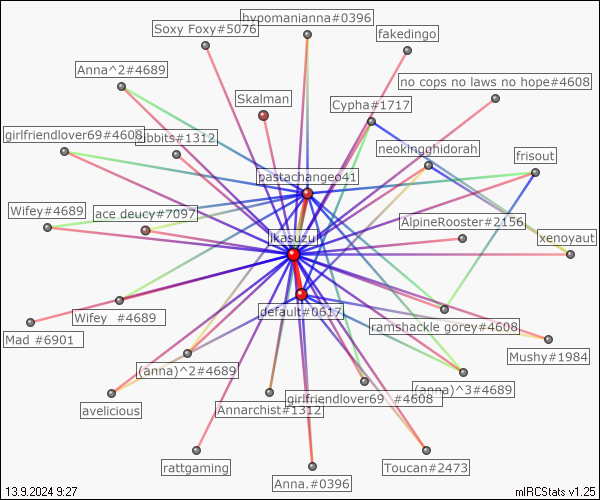 hypomanianna#0396
Soxy Foxy#5076
fakedingo
Anna^2#4689
no cops no laws no hope#4608
Skalman
Cypha#1717
girlfriendlover69#4608
neokingghidorah
frisout
pastachangeo41
Wifey#4689
ace deucy#7097
AlpineRooster#2156
ikasuzu
xenoyaut
default#0617
Wifey #4689
ramshackle gorey#4608
Mad #6901
Mushy#1984
(anna)^2#4689
(anna)^3#4689
girlfriendlover69 #4608
avelicious
Annarchist#1312
rattgaming
Toucan#2473
Anna.#0396
13.9.2024 9:27
mIRCStats v1.25